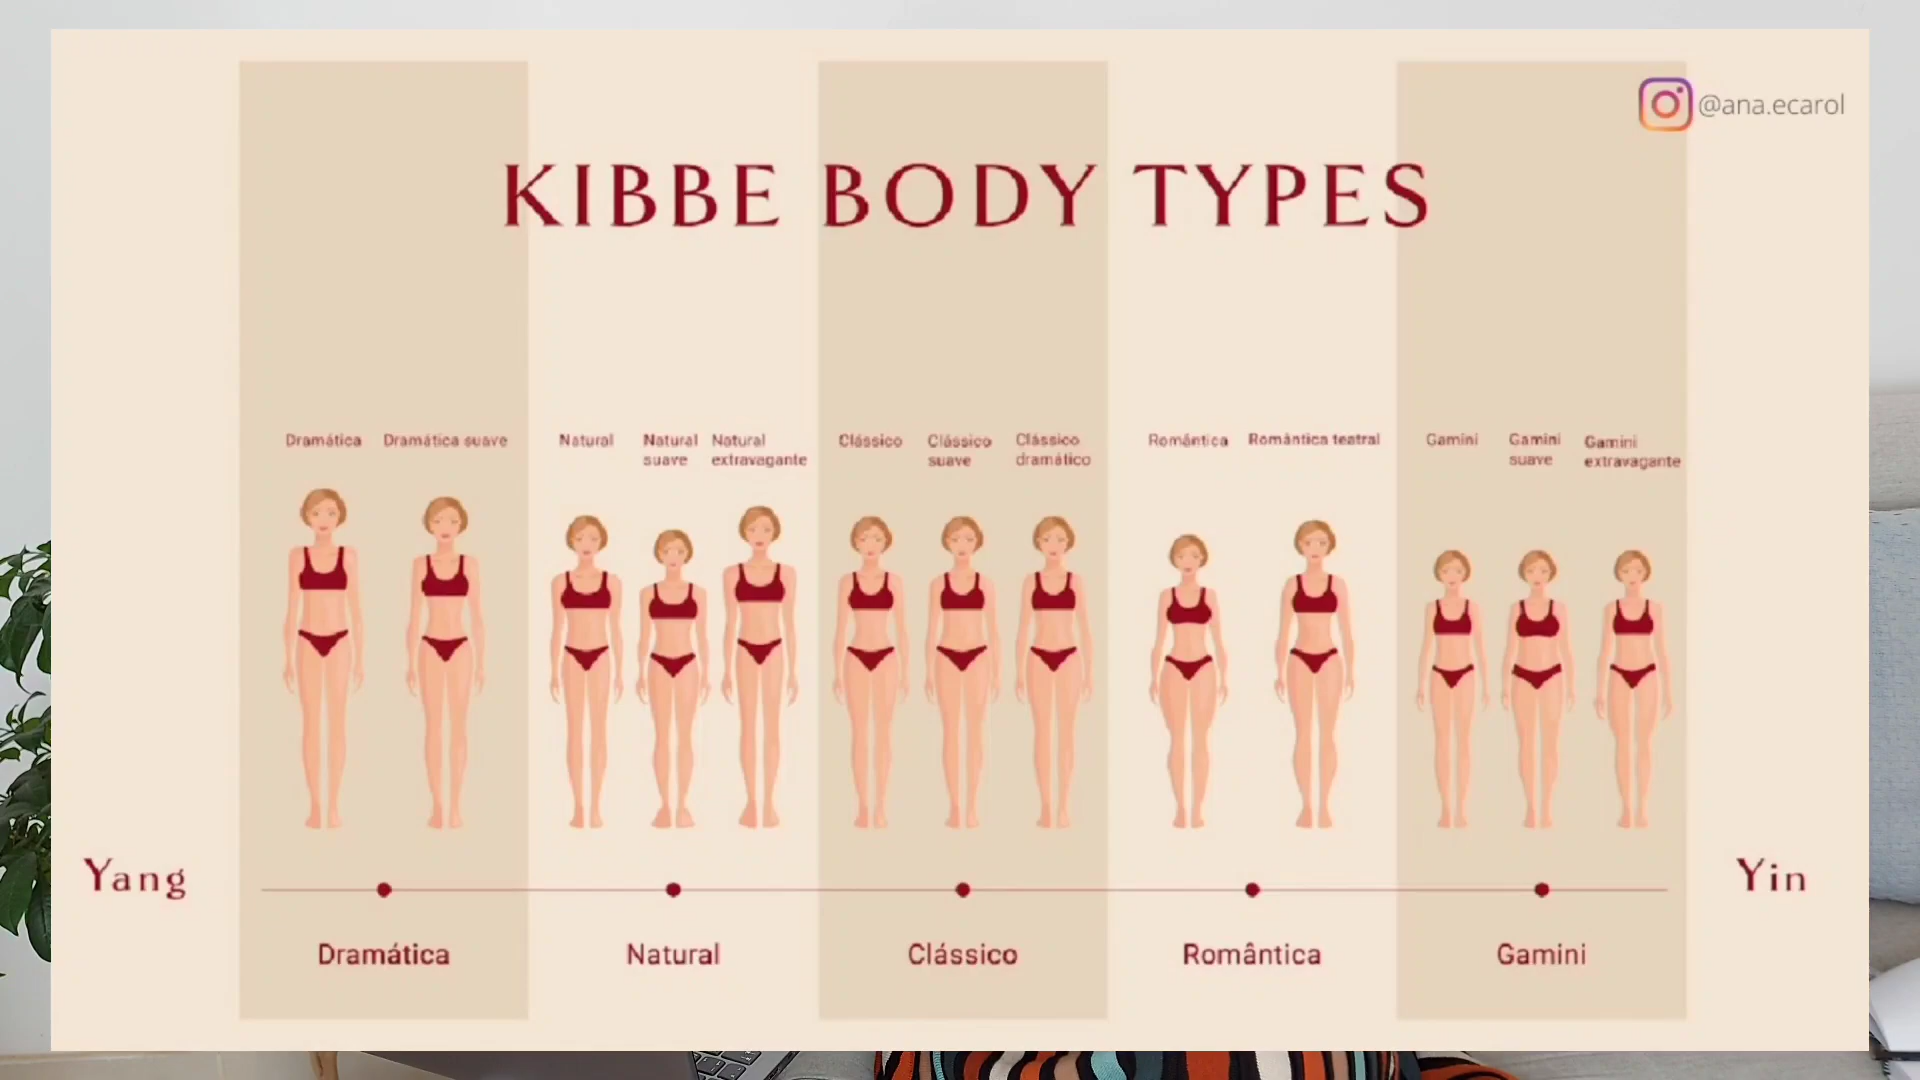 @ana.ecarol
KIBBE BODY TYPES
Dramática
Dramática suave
Natural
Natural
suave
Natural
extravagante
Clássico
Clássico
suave
Clássico
dramático
Romântica
Romântica teatral
Gamini
Gamini
suave
Gamini
extravagante
Yang
Yin
Dramática
Natural
Clássico
Romântica
Gamini